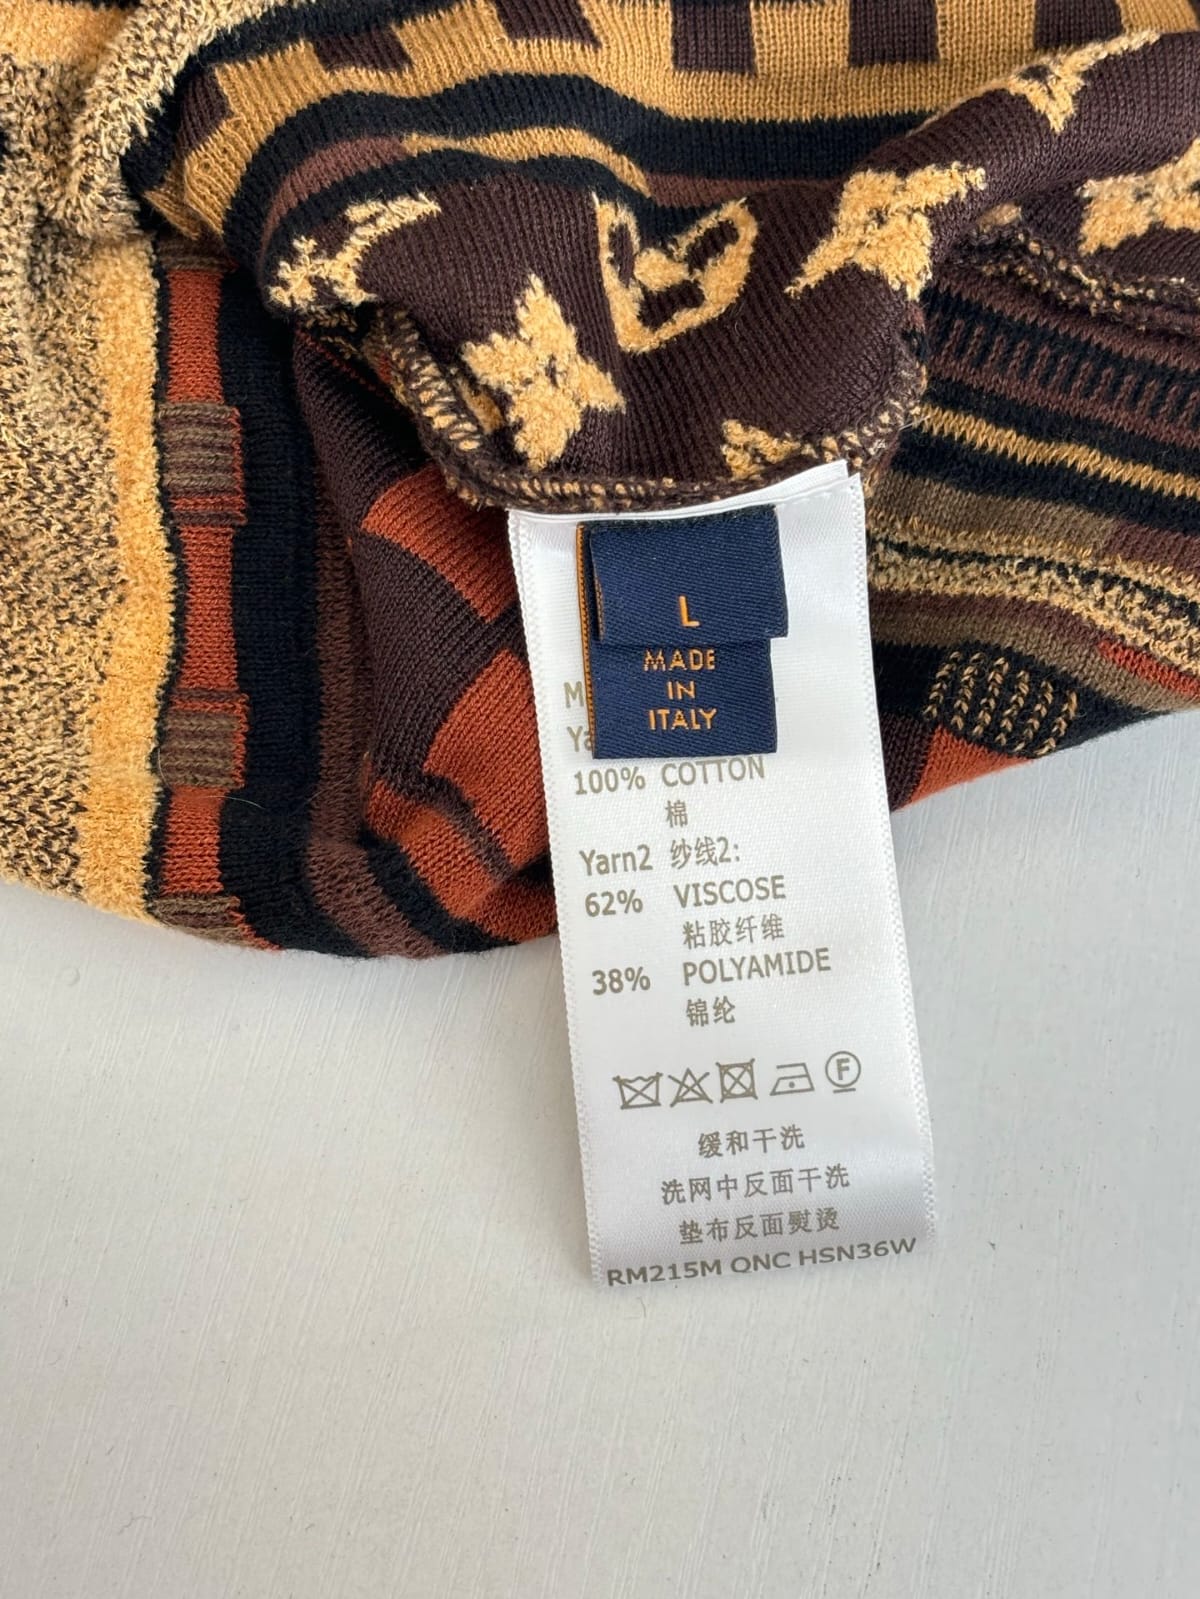 L
MADE
IN
ITALY
100% COTTON
棉
Yarn2 纱线2:
62% VISCOSE
粘胶纤维
38% POLYAMIDE
锦纶
F
缓和干洗
洗网中反面干洗
垫布反面熨烫
RM215M QNC HSN36W